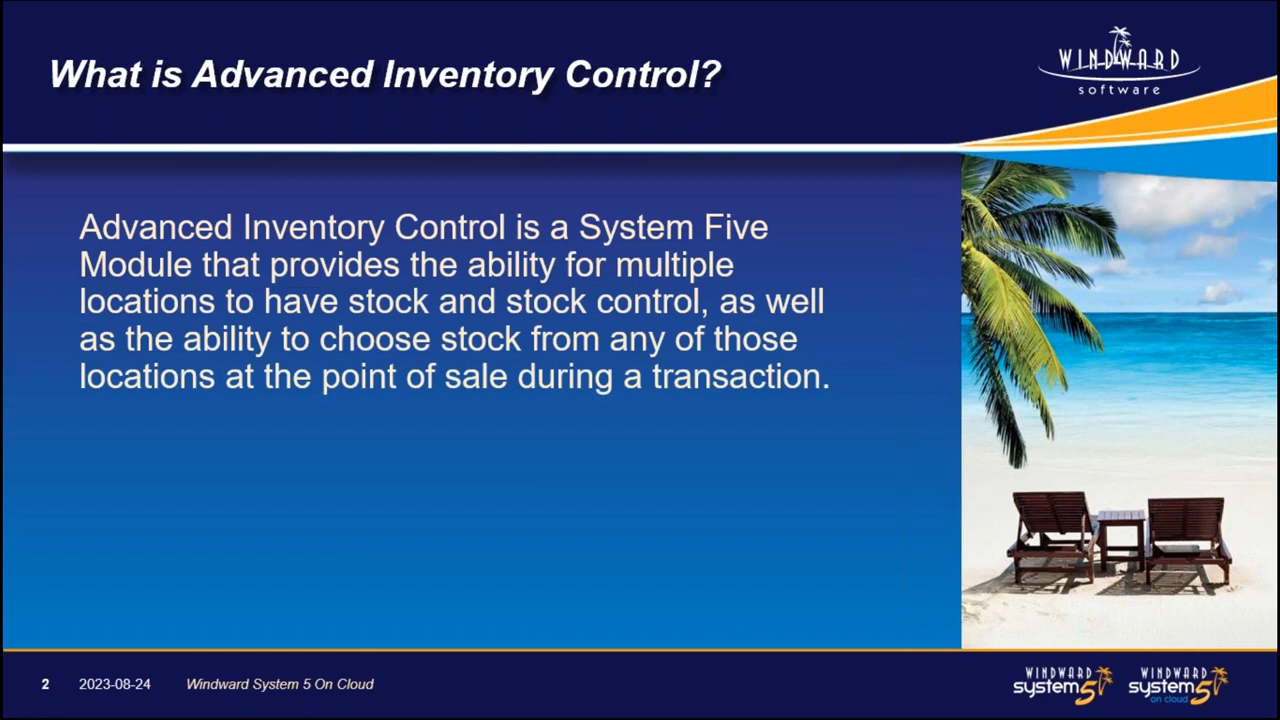 What is Advanced Inventory Control?
WINDWARD
software
Advanced Inventory Control is a System Five
Module that provides the ability for multiple
locations to have stock and stock control, as well
as the ability to choose stock from any of those
locations at the point of sale during a transaction.
2 2023-08-24 Windward System 5 On Cloud
WINDWARD
system5
WINDWARD
system5
on cloud